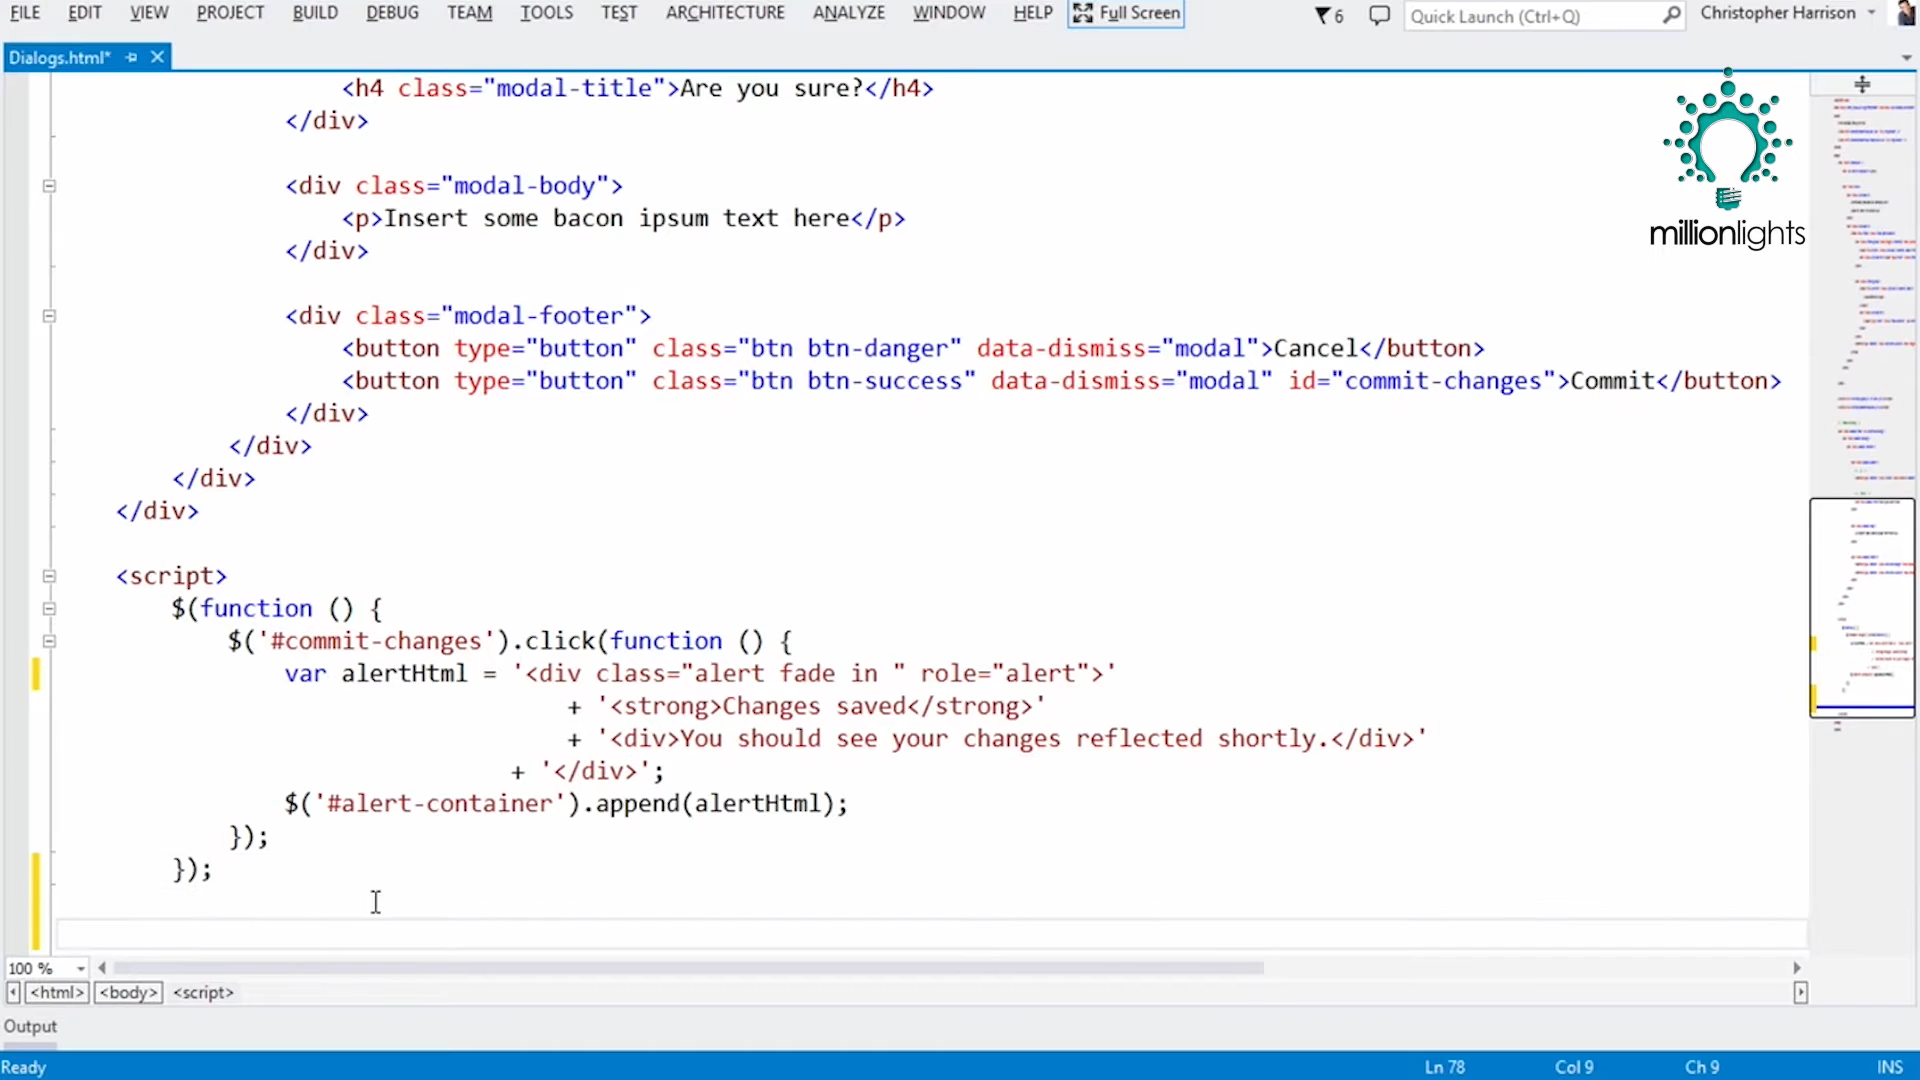 FILE EDIT VIEW PROJECT BUILD DEBUG TEAM TOOLS TEST ARCHITECTURE ANALYZE WINDOW HELP Full Screen 6 Quick Launch (Ctrl+Q) Christopher Harrison
Dialogs.html*
<h4 class="modal-title">Are you sure?</h4>
</div>
<div class="modal-body">
<p>Insert some bacon ipsum text here</p>
</div>
<div class="modal-footer">
<button type="button" class="btn btn-danger" data-dismiss="modal">Cancel</button>
<button type="button" class="btn btn-success" data-dismiss="modal" id="commit-changes">Commit</button>
</div>
</div>
</div>
</div>
<script>
$(function () {
$('#commit-changes').click(function () {
var alertHtml = '<div class="alert fade in " role="alert">'
+ '<strong>Changes saved</strong>'
+ '<div>You should see your changes reflected shortly.</div>'
+ '</div>';
$('#alert-container').append(alertHtml);
});
});
millionlights
100 %
<html> <body> <script>
Output
Ready Ln 78 Col 9 Ch 9 INS